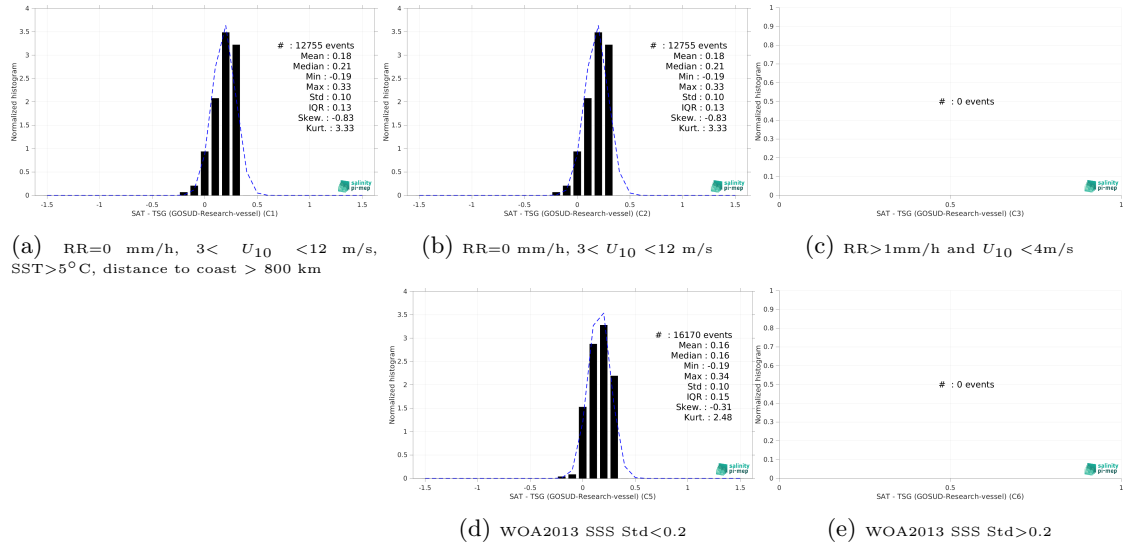 4
3.5
3
2.5
2
1.5
1
0.5
0
Normalized histogram
# : 12755 events
Mean : 0.18
Median : 0.21
Min : -0.19
Max : 0.33
Std : 0.10
IQR : 0.13
Skew. : -0.83
Kurt. : 3.33
salinity
pi-mep
-1.5 -1 -0.5 0 0.5 1 1.5
SAT - TSG (GOSUD-Research-vessel) (C1)
(a) RR=0 mm/h, 3< U10 <12 m/s,
SST>5°C, distance to coast > 800 km
4
3.5
3
2.5
2
1.5
1
0.5
0
Normalized histogram
# : 12755 events
Mean : 0.18
Median : 0.21
Min : -0.19
Max : 0.33
Std : 0.10
IQR : 0.13
Skew. : -0.83
Kurt. : 3.33
salinity
pi-mep
-1.5 -1 -0.5 0 0.5 1 1.5
SAT - TSG (GOSUD-Research-vessel) (C2)
(b) RR=0 mm/h, 3< U10 <12 m/s
1
0.9
0.8
0.7
0.6
0.5
0.4
0.3
0.2
0.1
0
Normalized histogram
# : 0 events
salinity
pi-mep
0.5 1
SAT - TSG (GOSUD-Research-vessel) (C3)
(c) RR>1mm/h and U10 <4m/s
4
3.5
3
2.5
2
1.5
1
0.5
0
Normalized histogram
# : 16170 events
Mean : 0.16
Median : 0.16
Min : -0.19
Max : 0.34
Std : 0.10
IQR : 0.15
Skew. : -0.31
Kurt. : 2.48
salinity
pi-mep
-1.5 -1 -0.5 0 0.5 1 1.5
SAT - TSG (GOSUD-Research-vessel) (C5)
(d) WOA2013 SSS Std<0.2
1
0.9
0.8
0.7
0.6
0.5
0.4
0.3
0.2
0.1
0
Normalized histogram
# : 0 events
salinity
pi-mep
0.5 1
SAT - TSG (GOSUD-Research-vessel) (C6)
(e) WOA2013 SSS Std>0.2